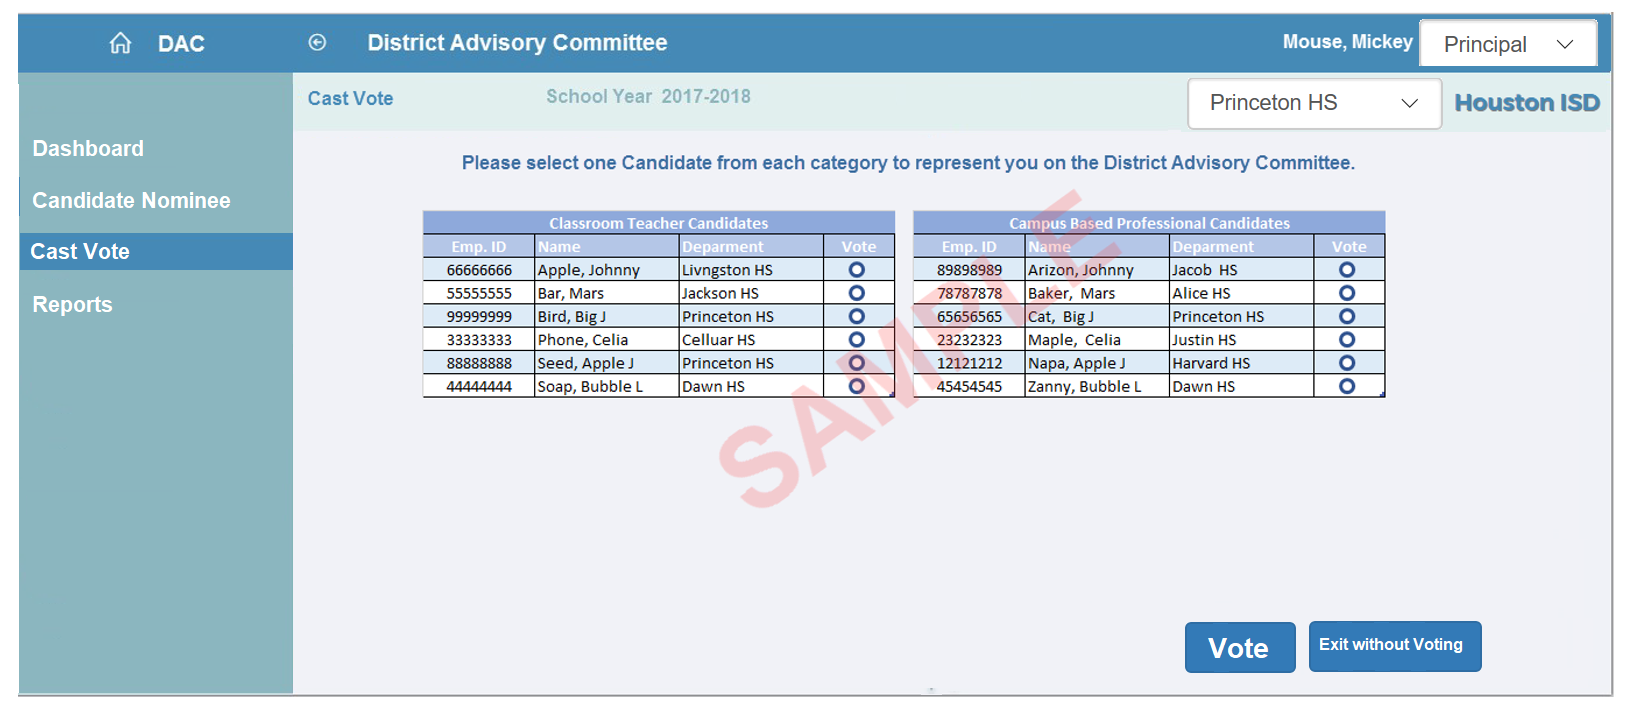 DAC
District Advisory Committee
Mouse, Mickey
Principal
Cast Vote
School Year 2017-2018
Princeton HS
Houston ISD
Dashboard
Candidate Nominee
Cast Vote
Reports
Please select one Candidate from each category to represent you on the District Advisory Committee.
Classroom Teacher Candidates
Emp. ID Name Deparment Vote
66666666 Apple, Johnny Livngston HS
55555555 Bar, Mars Jackson HS
99999999 Bird, Big J Princeton HS
33333333 Phone, Celia Celluar HS
88888888 Seed, Apple J Princeton HS
44444444 Soap, Bubble L Dawn HS
Campus Based Professional Candidates
Emp. ID Name Deparment Vote
89898989 Arizon, Johnny Jacob HS
78787878 Baker, Mars Alice HS
65656565 Cat, Big J Princeton HS
23232323 Maple, Celia Justin HS
12121212 Napa, Apple J Harvard HS
45454545 Zanny, Bubble L Dawn HS
SAMPLE
Vote
Exit without Voting